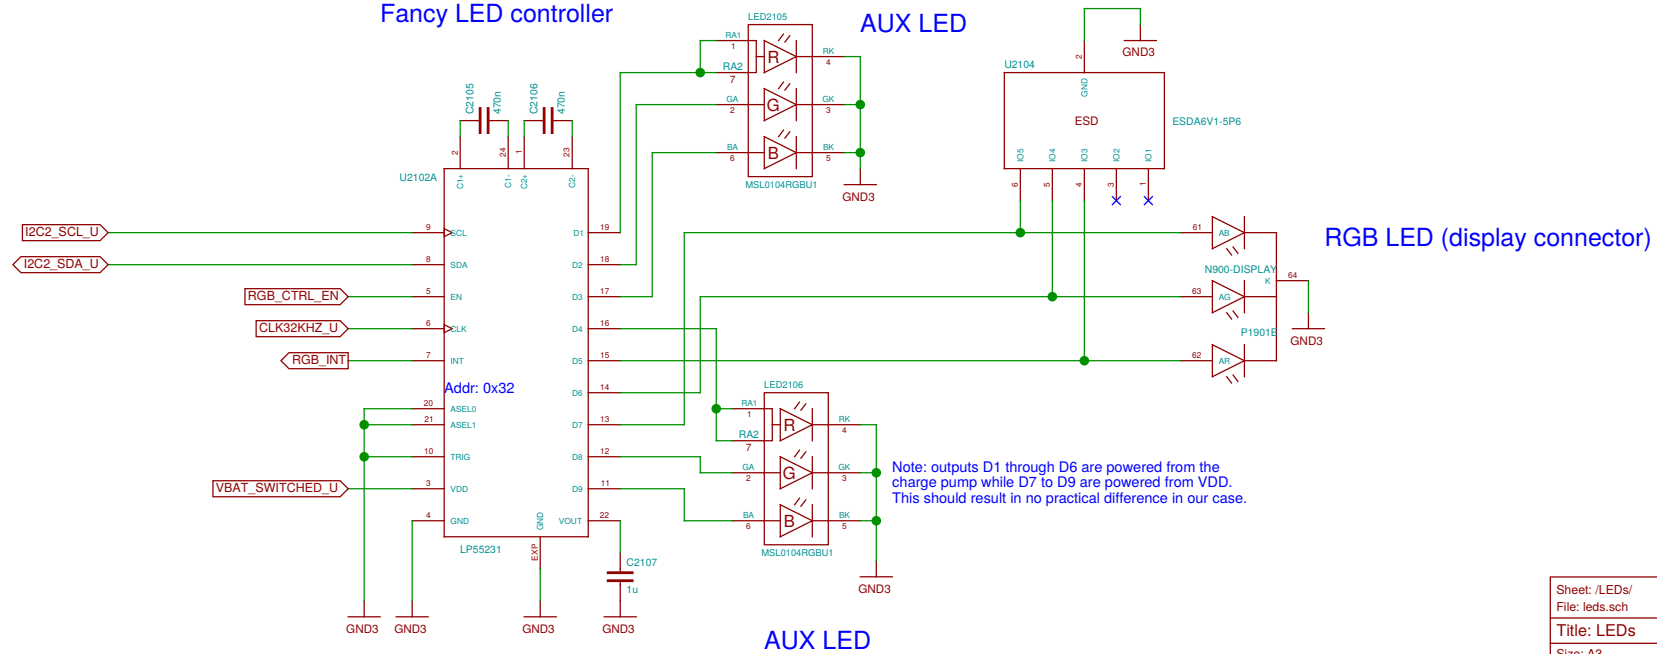 Fancy LED controller
AUX LED
LED2105
RA1
1
RA2
7
GA
2
BA
6
R
G
B
RK
4
GK
3
BK
5
MSL0104RGBU1
GND3
GND3
2
GND
U2104
ESD
ESDA6V1-5P6
IO5
IO4
IO3
IO2
IO1
6
5
4
3
1
C2105
470n
C2106
470n
2
24
1
23
C1+
C1-
C2+
C2-
U2102A
I2C2_SCL_U
9
SCL
D1
19
I2C2_SDA_U
8
SDA
D2
18
RGB_CTRL_EN
5
EN
D3
17
CLK32KHZ_U
6
CLK
D4
16
RGB_INT
7
INT
D5
15
Addr: 0x32
D6
14
20
ASEL0
21
ASEL1
D7
13
10
TRIG
D8
12
VBAT_SWITCHED_U
3
VDD
D9
11
4
GND
GND
VOUT
22
LP55231
EXP
C2107
1u
GND3
GND3
GND3
GND3
61
AB
RGB LED (display connector)
N900-DISPLAY
K
64
63
AG
P1901E
GND3
62
AR
LED2106
RA1
1
RA2
7
GA
2
BA
6
R
G
B
RK
4
GK
3
BK
5
MSL0104RGBU1
GND3
Note: outputs D1 through D6 are powered from the
charge pump while D7 to D9 are powered from VDD.
This should result in no practical difference in our case.
AUX LED
Sheet: /LEDs/
File: leds.sch
Title: LEDs
Size: A3